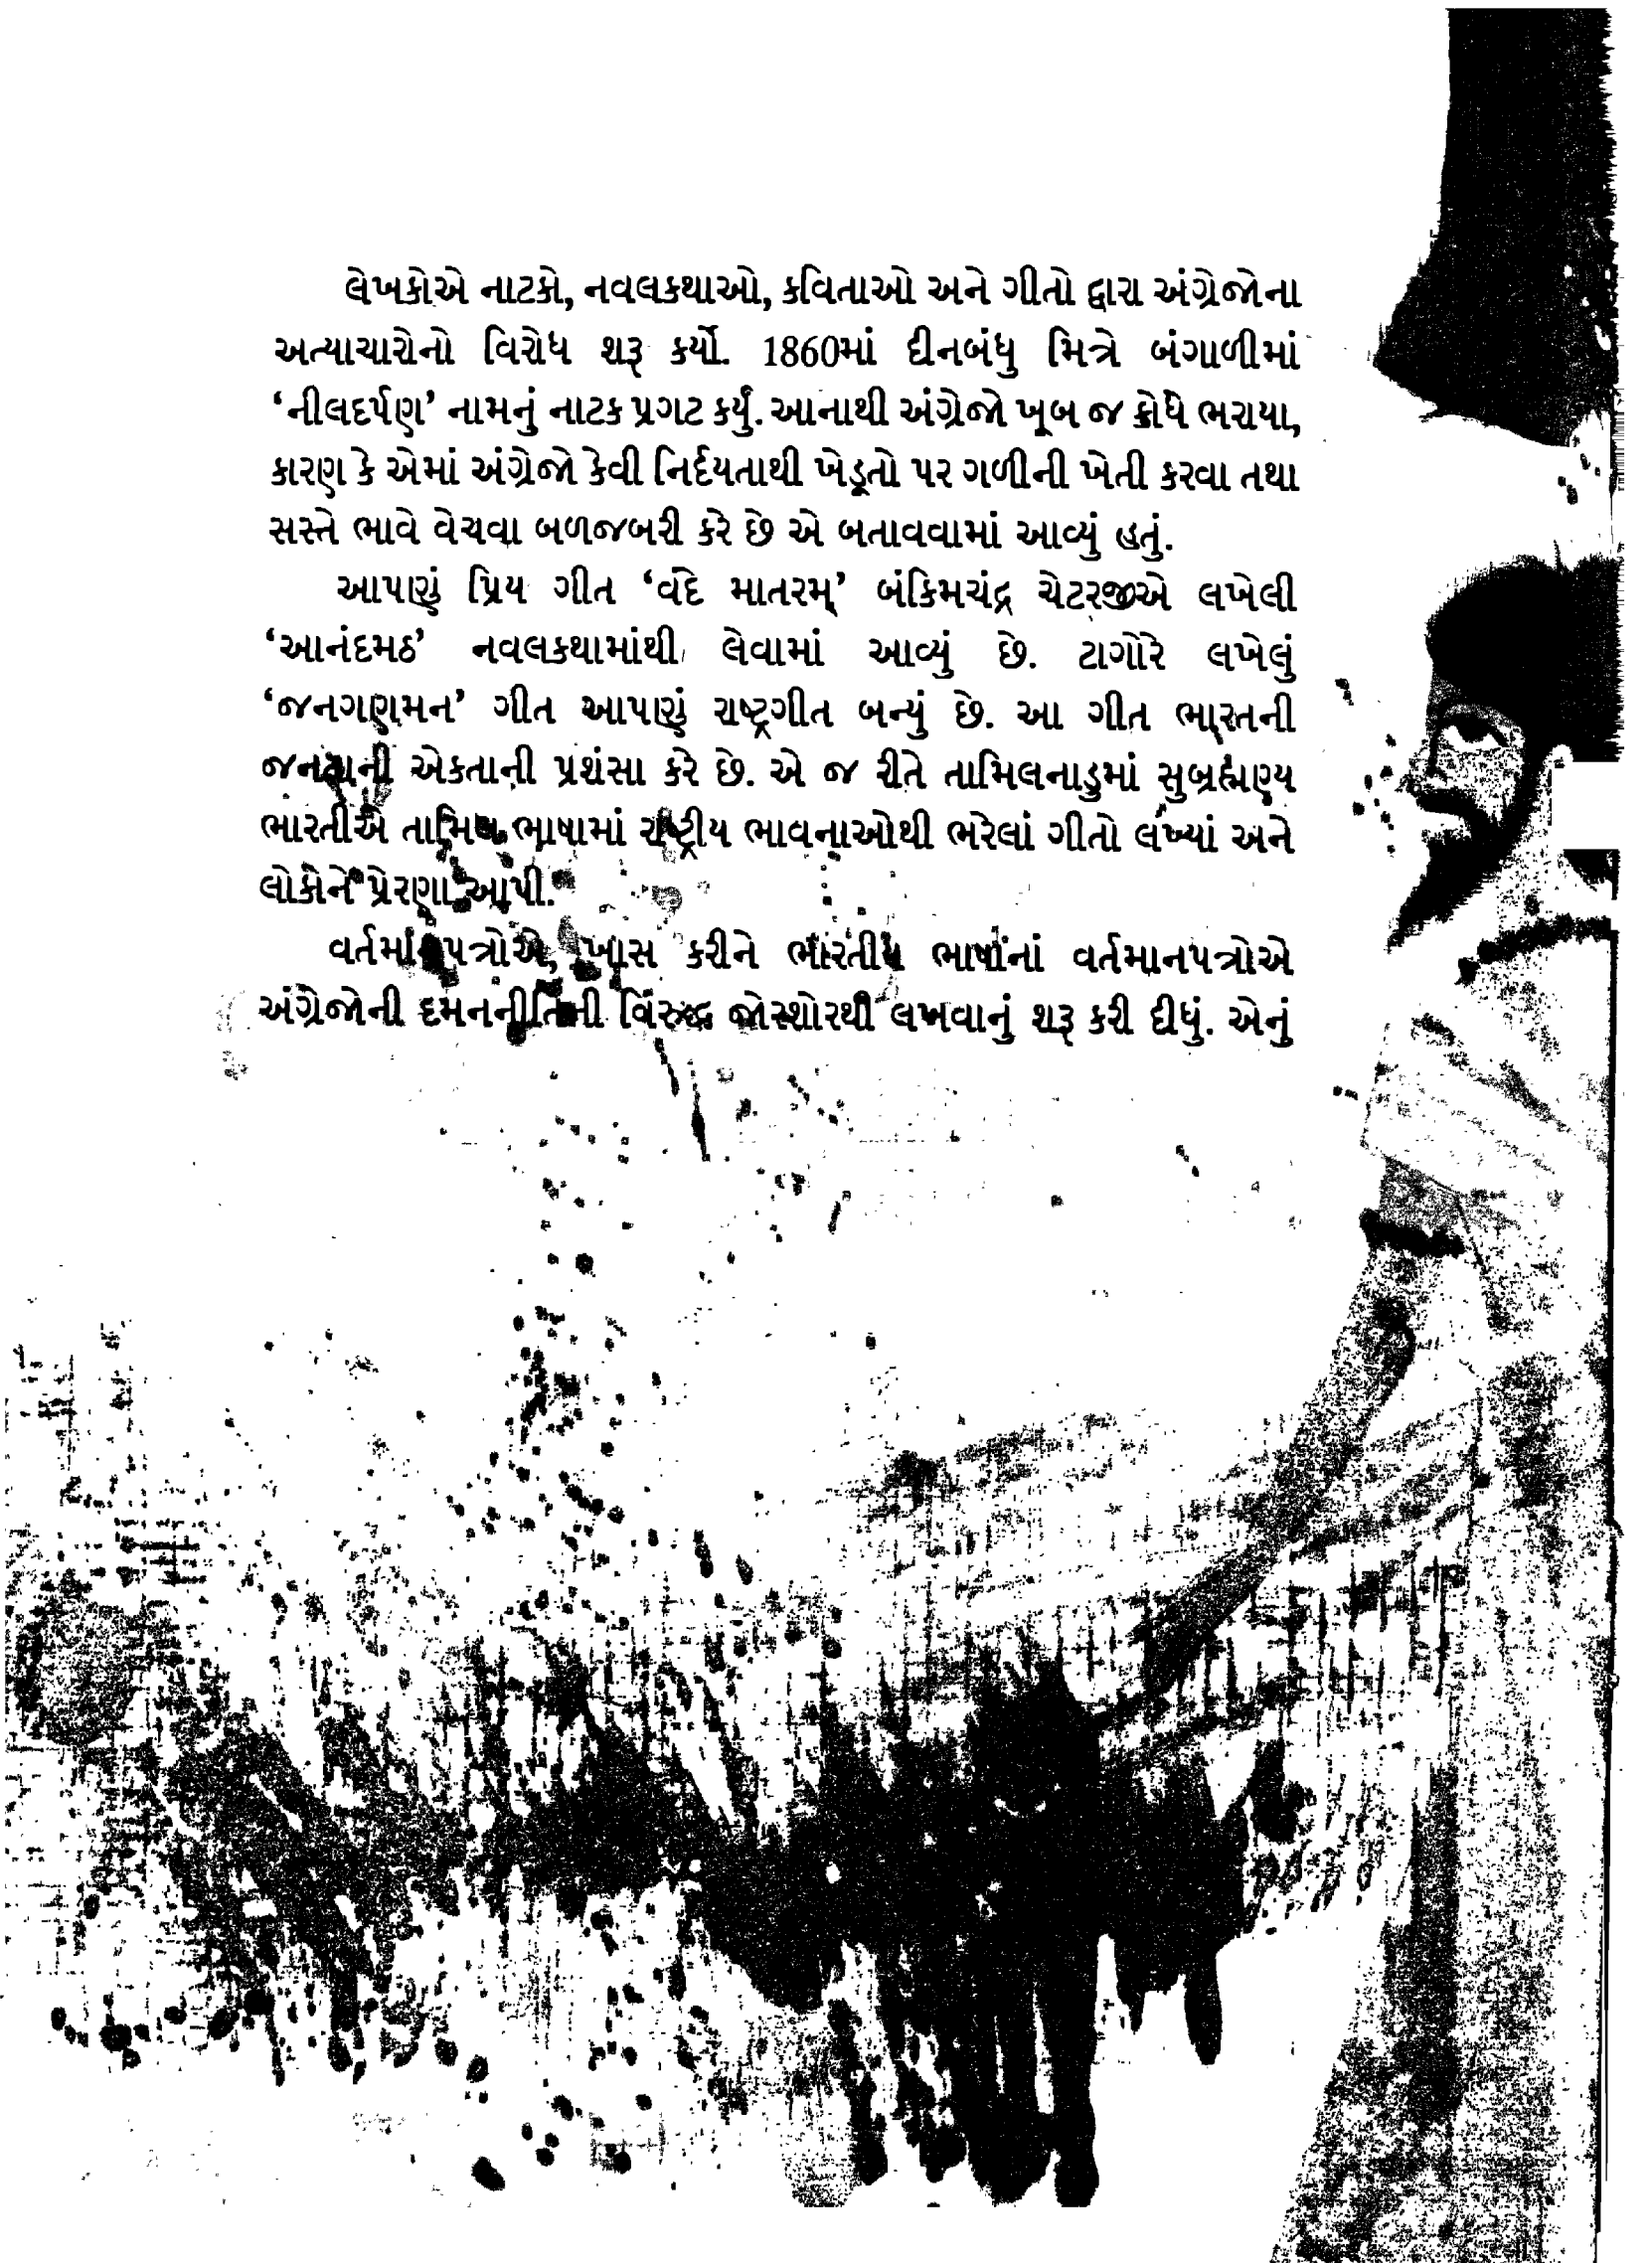 લેખકોએ નાટકો, નવલકથાઓ, કવિતાઓ અને ગીતો દ્વારા અંગ્રેજોના
અત્યાચારોનો વિરોધ શરૂ કર્યો. 1860માં દીનબંધુ મિત્રે બંગાળીમાં
‘નીલદર્પણ’ નામનું નાટક પ્રગટ કર્યું. આનાથી અંગ્રેજો ખૂબ જ ક્રોધે ભરાયા,
કારણ કે એમાં અંગ્રેજો કેવી નિર્દયતાથી ખેડૂતો પર ગળીની ખેતી કરવા તથા
સસ્તે ભાવે વેચવા બળજબરી કરે છે એ બતાવવામાં આવ્યું હતું.
આપણું પ્રિય ગીત ‘વંદે માતરમ્’ બંકિમચંદ્ર ચેટરજીએ લખેલી
‘આનંદમઠ’ નવલકથામાંથી લેવામાં આવ્યું છે. ટાગોરે લખેલું
‘જનગણમન’ ગીત આપણું રાષ્ટ્રગીત બન્યું છે. આ ગીત ભારતની
જનતાની એકતાની પ્રશંસા કરે છે. એ જ રીતે તામિલનાડુમાં સુબ્રહ્મણ્ય
ભારતીએ તામિલ ભાષામાં રાષ્ટ્રીય ભાવનાઓથી ભરેલાં ગીતો લખ્યાં અને
લોકોને પ્રેરણા આપી.
વર્તમાનપત્રોએ, ખાસ કરીને ભારતીય ભાષાનાં વર્તમાનપત્રોએ
અંગ્રેજોની દમનનીતિની વિરુદ્ધ જોરશોરથી લખવાનું શરૂ કરી દીધું. એનું